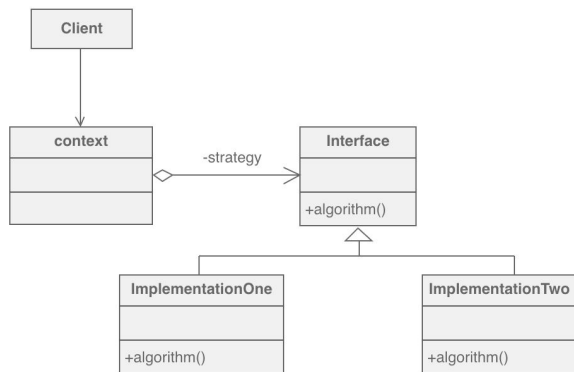 Client
context
-strategy
Interface
+algorithm()
ImplementationOne
+algorithm()
ImplementationTwo
+algorithm()